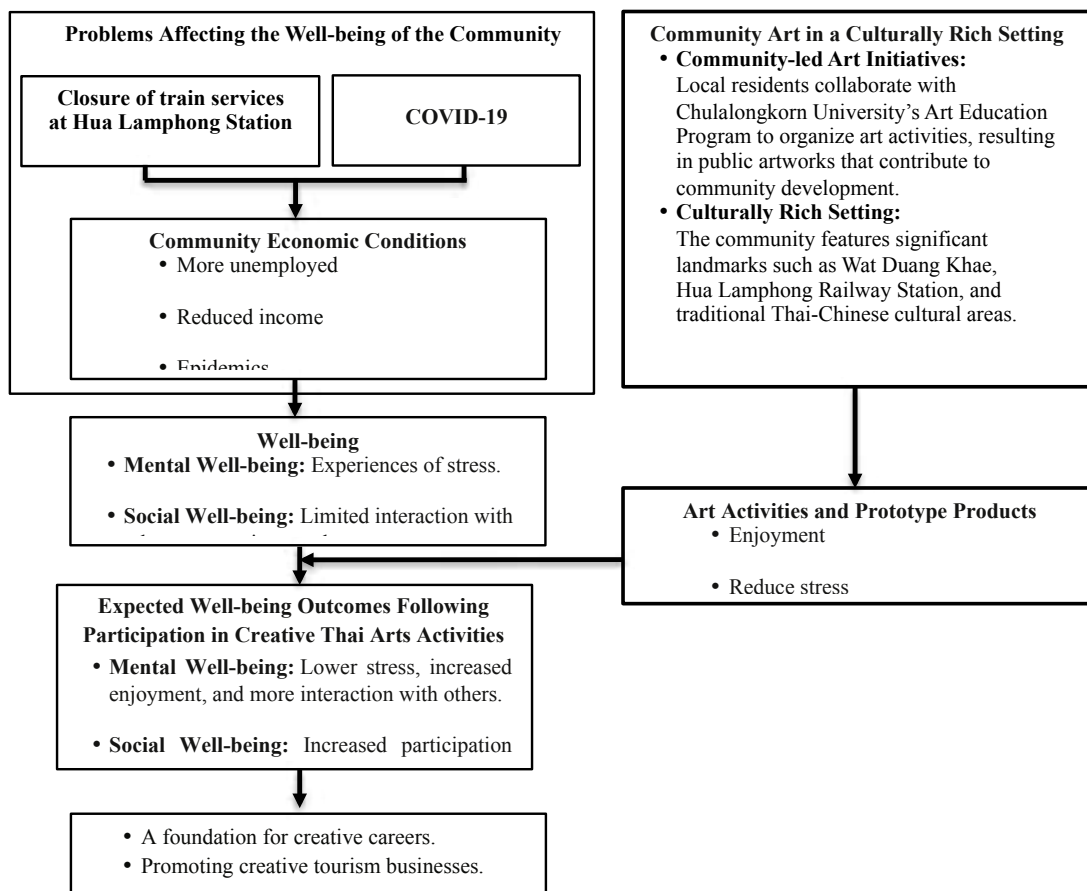 Problems Affecting the Well-being of the Community
Closure of train services
at Hua Lamphong Station
COVID-19
Community Economic Conditions
• More unemployed
• Reduced income
• Epidemics
Well-being
• Mental Well-being: Experiences of stress.
• Social Well-being: Limited interaction with
Expected Well-being Outcomes Following
Participation in Creative Thai Arts Activities
• Mental Well-being: Lower stress, increased
enjoyment, and more interaction with others.
• Social Well-being: Increased participation
• A foundation for creative careers.
• Promoting creative tourism businesses.
Community Art in a Culturally Rich Setting
• Community-led Art Initiatives:
Local residents collaborate with
Chulalongkorn University’s Art Education
Program to organize art activities, resulting
in public artworks that contribute to
community development.
• Culturally Rich Setting:
The community features significant
landmarks such as Wat Duang Khae,
Hua Lamphong Railway Station, and
traditional Thai-Chinese cultural areas.
Art Activities and Prototype Products
• Enjoyment
• Reduce stress